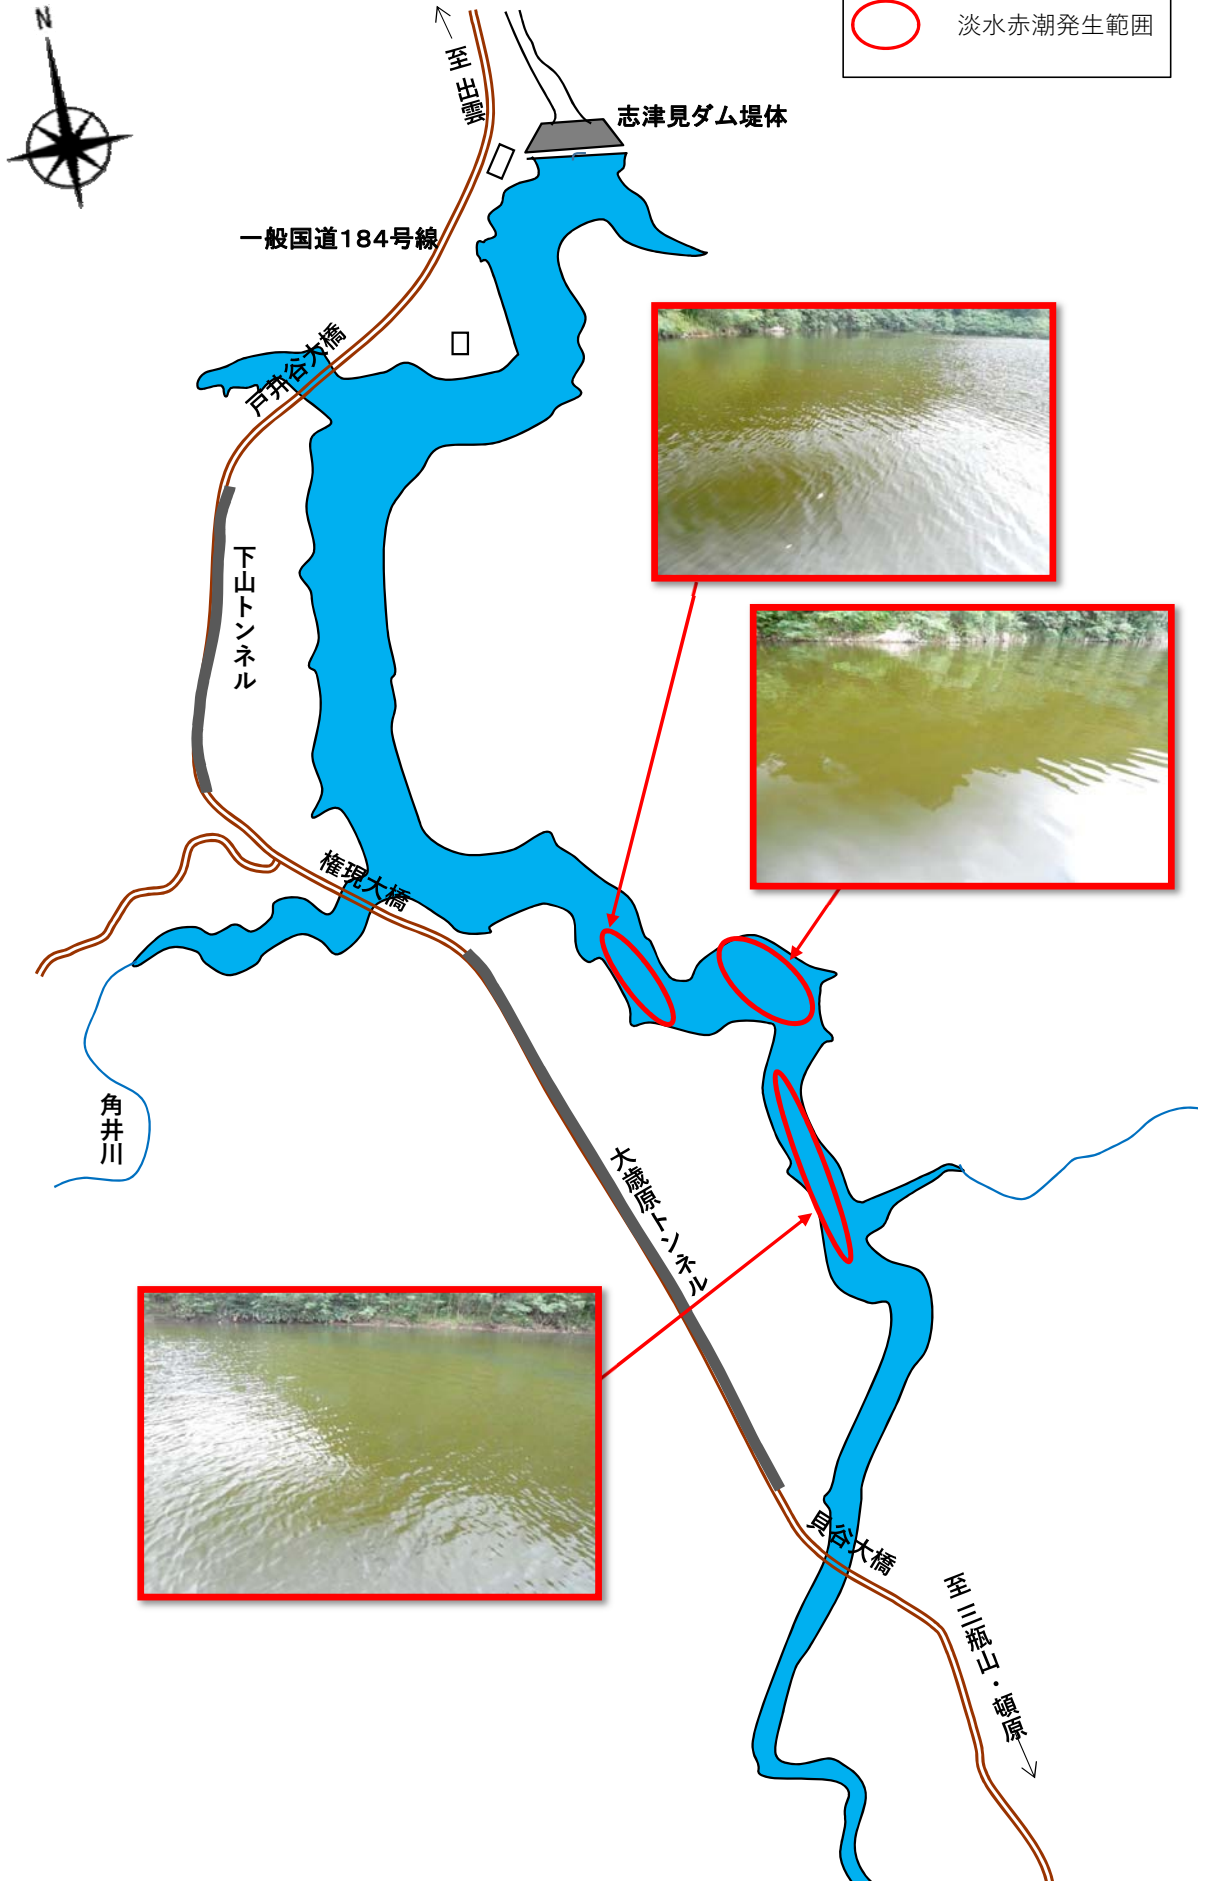 N
淡水赤潮発生範囲
至 出雲
志津見ダム堤体
一般国道184号線
戸井谷大橋
下山トンネル
権現大橋
角井川
大歳原トンネル
貝谷大橋
至 三瓶山・頓原